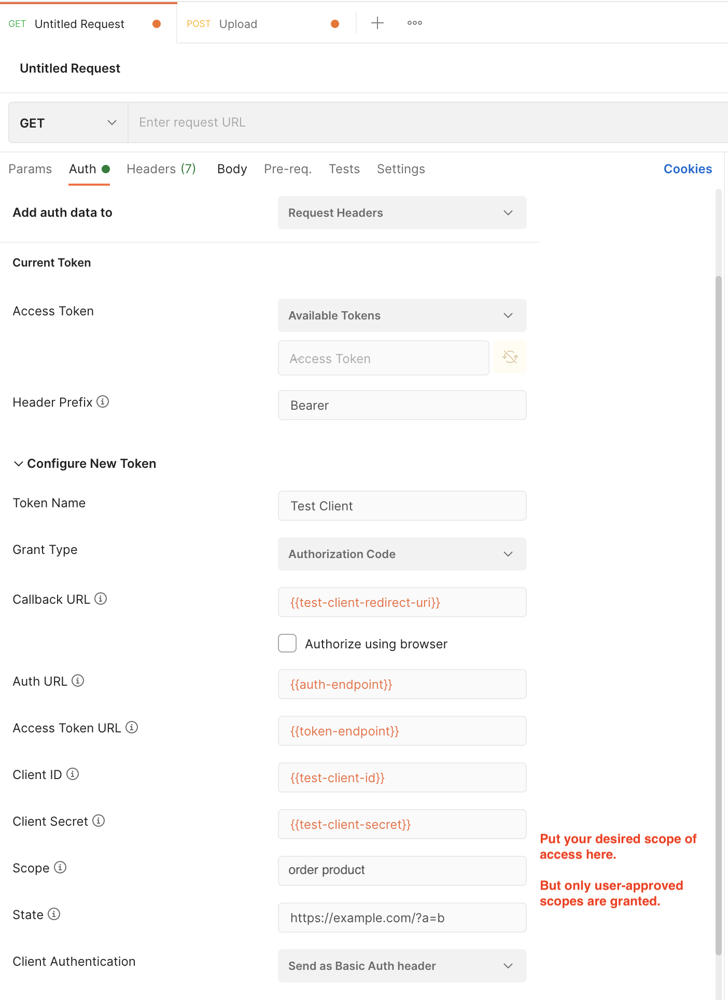 GET Untitled Request POST Upload
Untitled Request
GET Enter request URL
Params Auth Headers (7) Body Pre-req. Tests Settings Cookies
Add auth data to Request Headers
Current Token
Access Token Available Tokens
Access Token
Header Prefix Bearer
Configure New Token
Token Name Test Client
Grant Type Authorization Code
Callback URL {{test-client-redirect-uri}}
Authorize using browser
Auth URL {{auth-endpoint}}
Access Token URL {{token-endpoint}}
Client ID {{test-client-id}}
Client Secret {{test-client-secret}}
Put your desired scope of
access here.
Scope order product
But only user-approved
scopes are granted.
State https://example.com/?a=b
Client Authentication Send as Basic Auth header